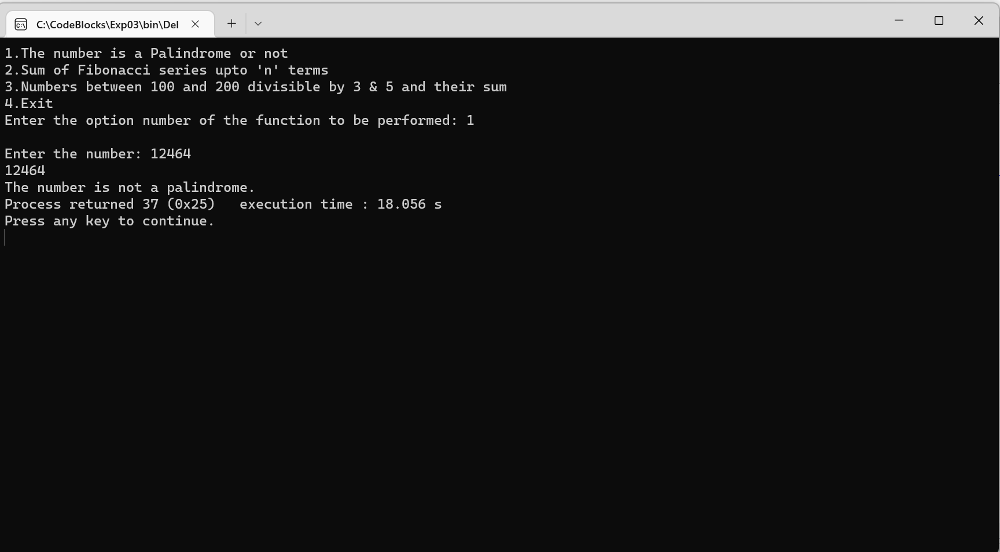 C:\CodeBlocks\Exp03\bin\Del
1.The number is a Palindrome or not
2.Sum of Fibonacci series upto 'n' terms
3.Numbers between 100 and 200 divisible by 3 & 5 and their sum
4.Exit
Enter the option number of the function to be performed: 1
Enter the number: 12464
12464
The number is not a palindrome.
Process returned 37 (0x25)   execution time : 18.056 s
Press any key to continue.